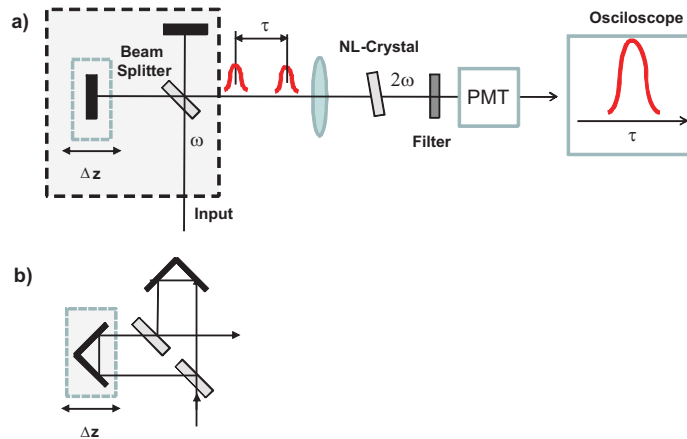 a)
Osciloscope
Beam
Splitter
τ
NL-Crystal
2ω
PMT
ω
Filter
τ
Δz
Input
b)
Δz